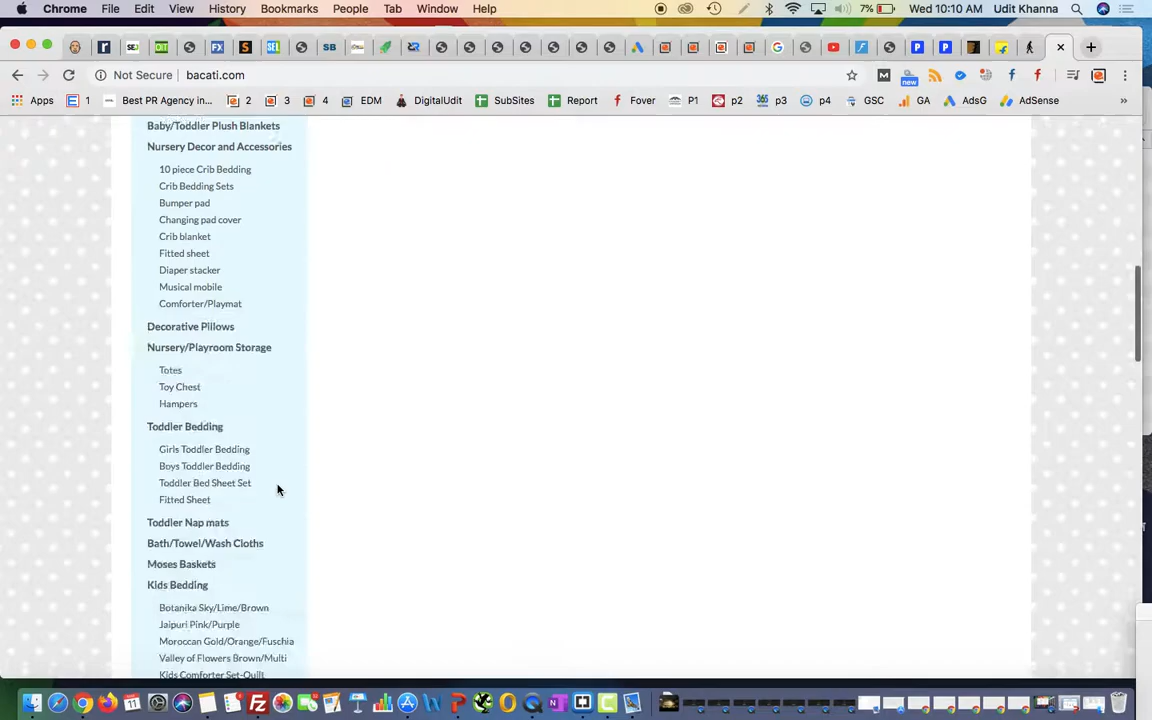 Chrome File Edit View History Bookmarks People Tab Window Help 7% Wed 10:10 AM Udit Khanna
Not Secure bacati.com
new
Apps 1 Best PR Agency in... 2 3 4 EDM DigitalUdit SubSites Report Fover P1 p2 p3 p4 GSC GA AdsG AdSense »
Baby/Toddler Plush Blankets
Nursery Decor and Accessories
10 piece Crib Bedding
Crib Bedding Sets
Bumper pad
Changing pad cover
Crib blanket
Fitted sheet
Diaper stacker
Musical mobile
Comforter/Playmat
Decorative Pillows
Nursery/Playroom Storage
Totes
Toy Chest
Hampers
Toddler Bedding
Girls Toddler Bedding
Boys Toddler Bedding
Toddler Bed Sheet Set
Fitted Sheet
Toddler Nap mats
Bath/Towel/Wash Cloths
Moses Baskets
Kids Bedding
Botanika Sky/Lime/Brown
Jaipuri Pink/Purple
Moroccan Gold/Orange/Fuschia
Valley of Flowers Brown/Multi
Kids Comforter Set-Quilt